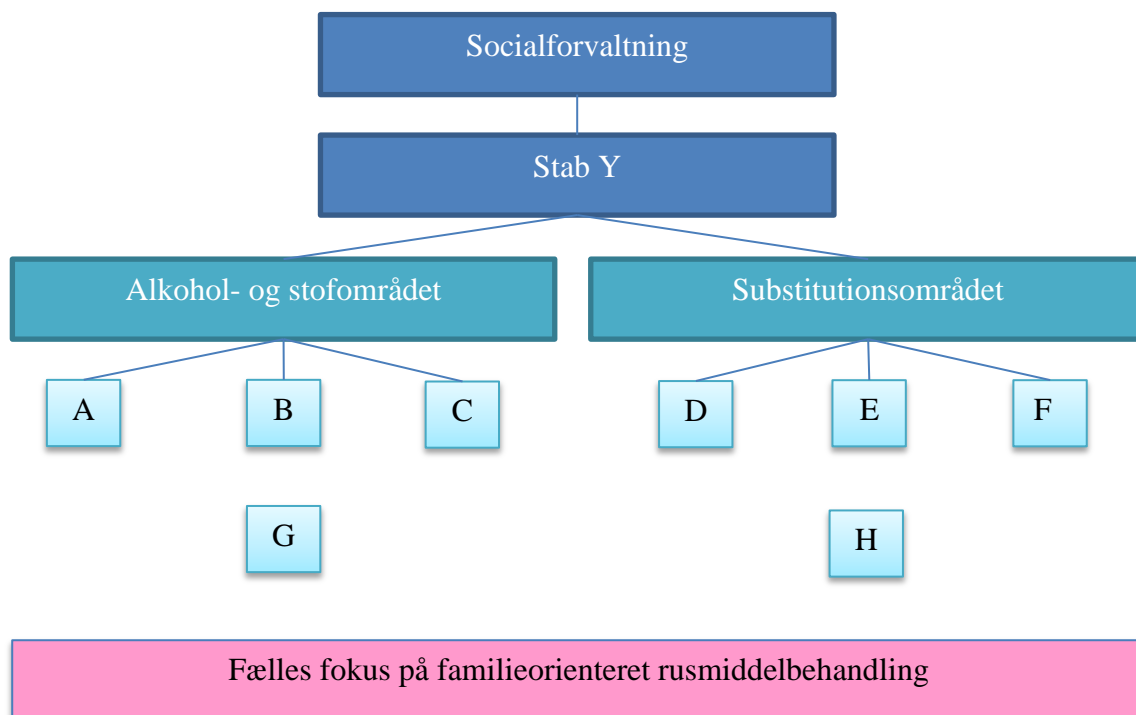 Socialforvaltning
Stab Y
Alkohol- og stofområdet
Substitutionsområdet
A
B
C
D
E
F
G
H
Fælles fokus på familieorienteret rusmiddelbehandling